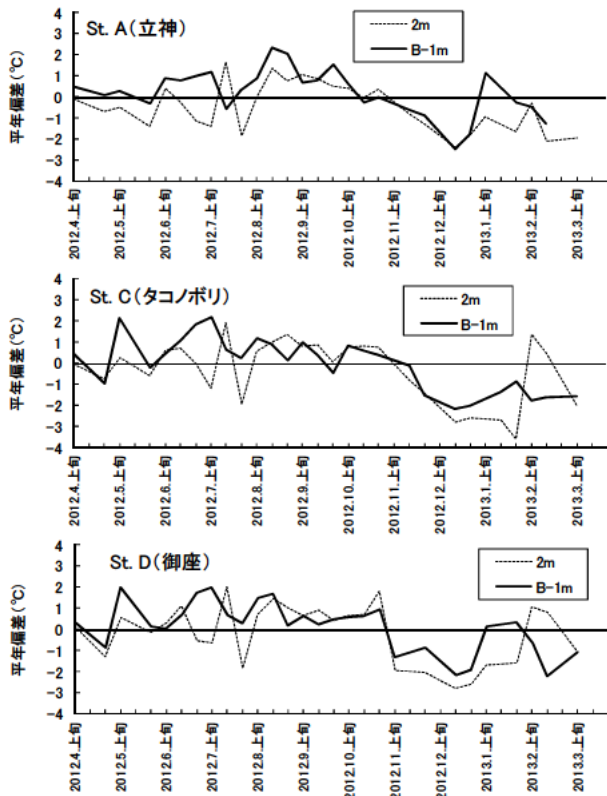 St. A(立神)
2m
B-1m
平年偏差(℃)
4
3
2
1
0
-1
-2
-3
-4
2012.4.上旬
2012.5.上旬
2012.6.上旬
2012.7.上旬
2012.8.上旬
2012.9.上旬
2012.10.上旬
2012.11.上旬
2012.12.上旬
2013.1.上旬
2013.2.上旬
2013.3.上旬
St. C(タコノボリ)
2m
B-1m
平年偏差(℃)
4
3
2
1
0
-1
-2
-3
-4
2012.4.上旬
2012.5.上旬
2012.6.上旬
2012.7.上旬
2012.8.上旬
2012.9.上旬
2012.10.上旬
2012.11.上旬
2012.12.上旬
2013.1.上旬
2013.2.上旬
2013.3.上旬
St. D(御座)
2m
B-1m
平年偏差(℃)
4
3
2
1
0
-1
-2
-3
-4
2012.4.上旬
2012.5.上旬
2012.6.上旬
2012.7.上旬
2012.8.上旬
2012.9.上旬
2012.10.上旬
2012.11.上旬
2012.12.上旬
2013.1.上旬
2013.2.上旬
2013.3.上旬